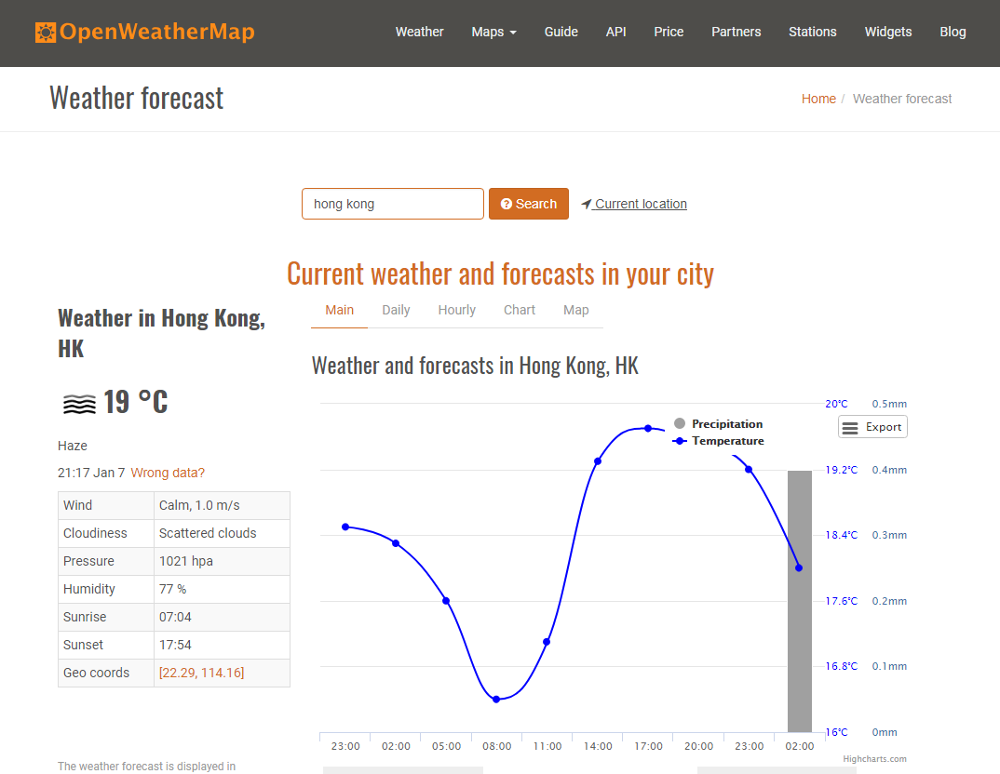 OpenWeatherMap
Weather Maps Guide API Price Partners Stations Widgets Blog
Weather forecast
Home / Weather forecast
hong kong
Search
Current location
Current weather and forecasts in your city
Weather in Hong Kong,
HK
19 °C
Haze
21:17 Jan 7 Wrong data?
Wind Calm, 1.0 m/s
Cloudiness Scattered clouds
Pressure 1021 hpa
Humidity 77 %
Sunrise 07:04
Sunset 17:54
Geo coords [22.29, 114.16]
The weather forecast is displayed in
Main Daily Hourly Chart Map
Weather and forecasts in Hong Kong, HK
Precipitation
Temperature
Export
20°C 0.5mm
19.2°C 0.4mm
18.4°C 0.3mm
17.6°C 0.2mm
16.8°C 0.1mm
16°C 0mm
23:00 02:00 05:00 08:00 11:00 14:00 17:00 20:00 23:00 02:00
Highcharts.com